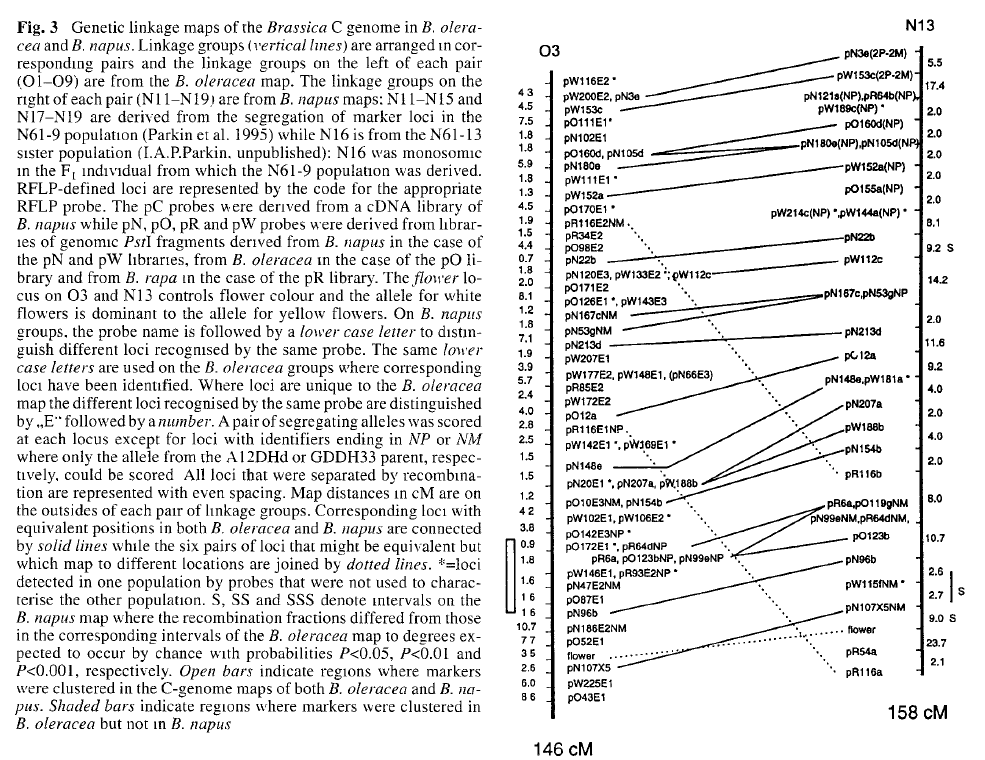 Fig. 3 Genetic linkage maps of the Brassica C genome in B. olera-
cea and B. napus. Linkage groups (vertical lines) are arranged in cor-
responding pairs and the linkage groups on the left of each pair
(O1–O9) are from the B. oleracea map. The linkage groups on the
right of each pair (N11–N19) are from B. napus maps: N11–N15 and
N17–N19 are derived from the segregation of marker loci in the
N61-9 population (Parkin et al. 1995) while N16 is from the N61-13
sister population (I.A.P.Parkin, unpublished): N16 was monosomic
in the F1 individual from which the N61-9 population was derived.
RFLP-defined loci are represented by the code for the appropriate
RFLP probe. The pC probes were derived from a cDNA library of
B. napus while pN, pO, pR and pW probes were derived from librar-
ies of genomic PstI fragments derived from B. napus in the case of
the pN and pW libraries, from B. oleracea in the case of the pO li-
brary and from B. rapa in the case of the pR library. The flower lo-
cus on O3 and N13 controls flower colour and the allele for white
flowers is dominant to the allele for yellow flowers. On B. napus
groups, the probe name is followed by a lower case letter to distin-
guish different loci recognised by the same probe. The same lower
case letters are used on the B. oleracea groups where corresponding
loci have been identified. Where loci are unique to the B. oleracea
map the different loci recognised by the same probe are distinguished
by „E“ followed by a number. A pair of segregating alleles was scored
at each locus except for loci with identifiers ending in NP or NM
where only the allele from the A12DHd or GDDH33 parent, respec-
tively, could be scored All loci that were separated by recombina-
tion are represented with even spacing. Map distances in cM are on
the outsides of each pair of linkage groups. Corresponding loci with
equivalent positions in both B. oleracea and B. napus are connected
by solid lines while the six pairs of loci that might be equivalent but
which map to different locations are joined by dotted lines. *=loci
detected in one population by probes that were not used to charac-
terise the other population. S, SS and SSS denote intervals on the
B. napus map where the recombination fractions differed from those
in the corresponding intervals of the B. oleracea map to degrees ex-
pected to occur by chance with probabilities P<0.05, P<0.01 and
P<0.001, respectively. Open bars indicate regions where markers
were clustered in the C-genome maps of both B. oleracea and B. na-
pus. Shaded bars indicate regions where markers were clustered in
B. oleracea but not in B. napus
O3
pW116E2 *
4 3
pW200E2, pN3e
4.5
pW153c
7.5
pO111E1*
1.8
pN102E1
1.8
pO160d, pN105d
5.9
pN180e
1.8
pW111E1 *
1.3
pW152a
4.5
pO170E1 *
1.9
pR116E2NM
1.5
pR34E2
4.4
pO98E2
0.7
pN22b
1.8
pN120E3, pW133E2 *, pW112c
2.0
pO171E2
8.1
pO126E1 *, pW143E3
1.2
pN167cNM
1.8
pN53gNM
7.1
pN213d
1.9
pW207E1
3.9
pW177E2, pW148E1, (pN66E3)
5.7
pR85E2
2.4
pW172E2
4.0
pO12a
2.8
pR116E1NP
2.5
pW142E1 *, pW169E1 *
1.5
pN148e
1.5
pN20E1 *, pN207a, pW188b
1.2
pO10E3NM, pN154b
4 2
pW102E1, pW106E2 *
3.8
pO142E3NP *
0.9
pO172E1 *, pR64dNP
1.8
pR6a, pO123bNP, pN99eNP
pW146E1, pR93E2NP *
1.6
pN47E2NM
1 6
pO87E1
1 6
pN96b
10.7
pN186E2NM
7 7
pO52E1
3 5
flower
2.6
pN107X5
6.0
pW225E1
8 6
pO43E1
146 cM
N13
pN3e(2P-2M)
5.5
pW153c(2P-2M)
17.4
pN121s(NP),pR64b(NP),
pW189c(NP) *
2.0
pO160d(NP)
2.0
pN180e(NP),pN105d(NP)
2.0
pW152a(NP)
2.0
pO155a(NP)
2.0
pW214c(NP) *,pW144a(NP) *
8.1
pN22b
9.2 S
pW112c
14.2
pN167c,pN53gNP
2.0
pN213d
11.6
pC12a
9.2
pN148e,pW181a *
4.0
pN207a
2.0
pW188b
4.0
pN154b
2.0
pR116b
8.0
pR6a,pO119gNM
pN99eNM,pR64dNM,
10.7
pO123b
pN96b
2.6
pW115fNM *
2.7 S
pN107X5NM
9.0 S
flower
23.7
pR54a
2.1
pR116a
158 cM